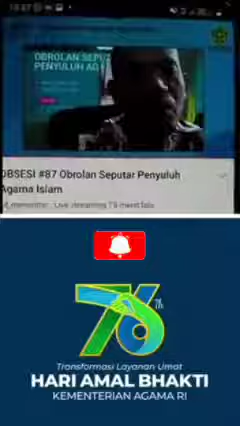 OBROLAN SEPU
PENYULUH AG
OBSESI #87 Obrolan Seputar Penyuluh
Agama Islam
Live streaming
76
TH
Transformasi Layanan Umat
HARI AMAL BHAKTI
KEMENTERIAN AGAMA RI